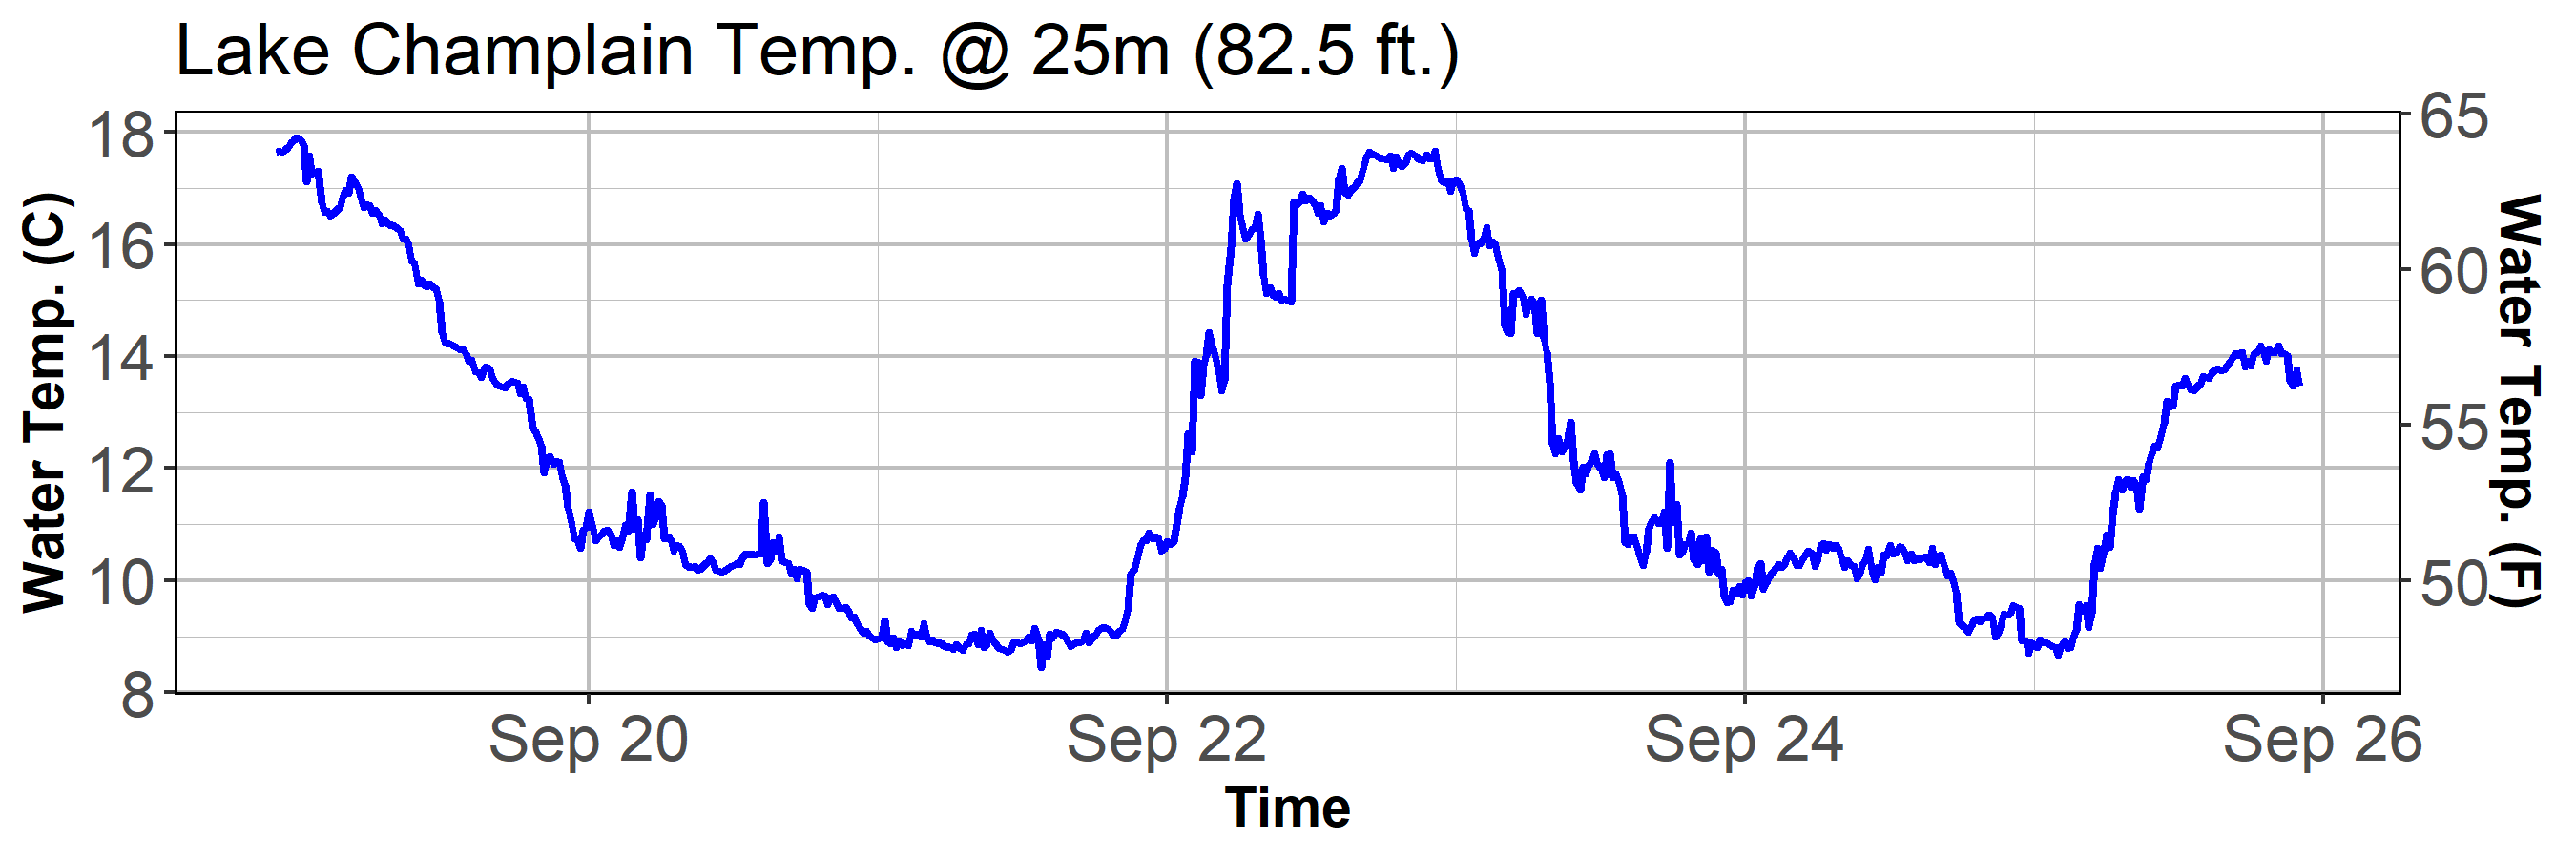 Lake Champlain Temp. @ 25m (82.5 ft.)
Water Temp. (C)
18
16
14
12
10
8
65
60
55
50
Water Temp. (F)
Sep 20
Sep 22
Sep 24
Sep 26
Time